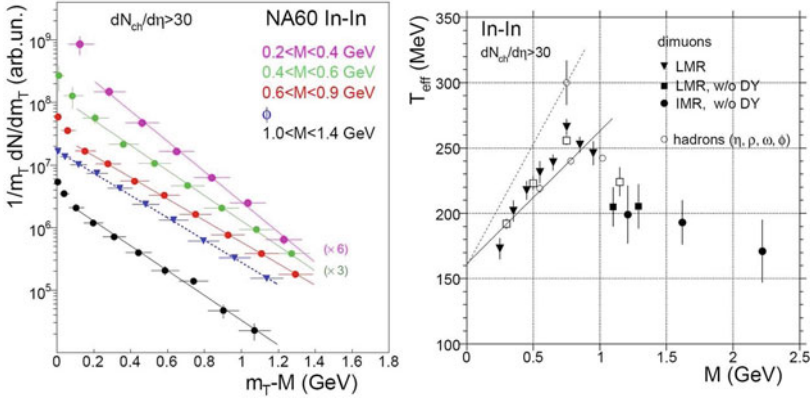 dN_ch/dη>30
NA60 In-In
0.2<M<0.4 GeV
0.4<M<0.6 GeV
0.6<M<0.9 GeV
ϕ
1.0<M<1.4 GeV
1/m_T dN/dm_T (arb.un.)
10^9
10^8
10^7
10^6
10^5
(× 6)
(× 3)
0 0.2 0.4 0.6 0.8 1 1.2 1.4 1.6 1.8
m_T-M (GeV)
In-In
dN_ch/dη>30
dimuons
LMR
LMR, w/o DY
IMR, w/o DY
hadrons (η, ρ, ω, ϕ)
T_eff (MeV)
350
300
250
200
150
100
0 0.5 1 1.5 2 2.5
M (GeV)